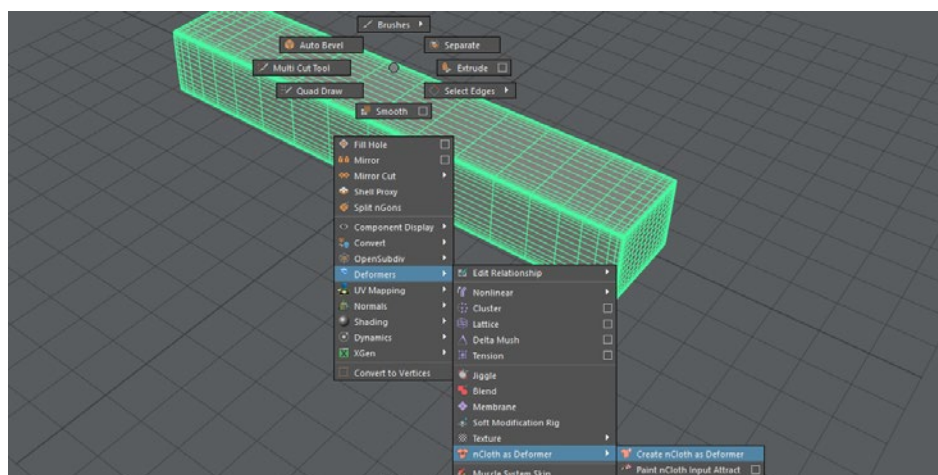 Brushes
Auto Bevel
Separate
Multi Cut Tool
Extrude
Quad Draw
Select Edges
Smooth
Fill Hole
Mirror
Mirror Cut
Shell Proxy
Split nGons
Component Display
Convert
OpenSubdiv
Deformers
UV Mapping
Normals
Shading
Dynamics
XGen
Convert to Vertices
Edit Relationship
Nonlinear
Cluster
Lattice
Delta Mush
Tension
Jiggle
Blend
Membrane
Soft Modification Rig
Texture
nCloth as Deformer
Muscle System Skin
Create nCloth as Deformer
Paint nCloth Input Attract